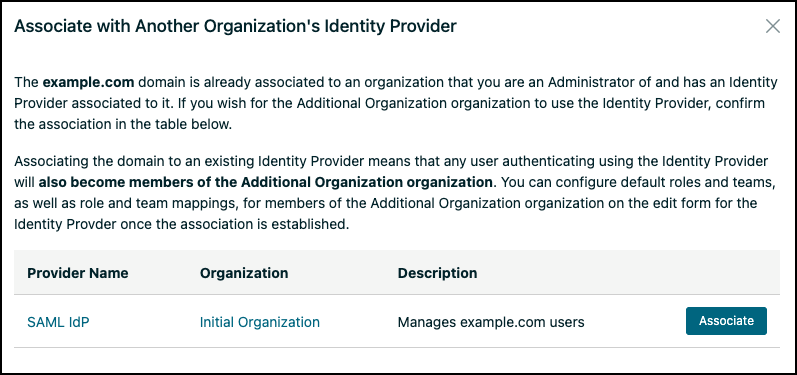 Associate with Another Organization's Identity Provider
The example.com domain is already associated to an organization that you are an Administrator of and has an Identity
Provider associated to it. If you wish for the Additional Organization organization to use the Identity Provider, confirm
the association in the table below.
Associating the domain to an existing Identity Provider means that any user authenticating using the Identity Provider
will also become members of the Additional Organization organization. You can configure default roles and teams,
as well as role and team mappings, for members of the Additional Organization organization on the edit form for the
Identity Provder once the association is established.
Provider Name Organization Description
SAML IdP Initial Organization Manages example.com users Associate